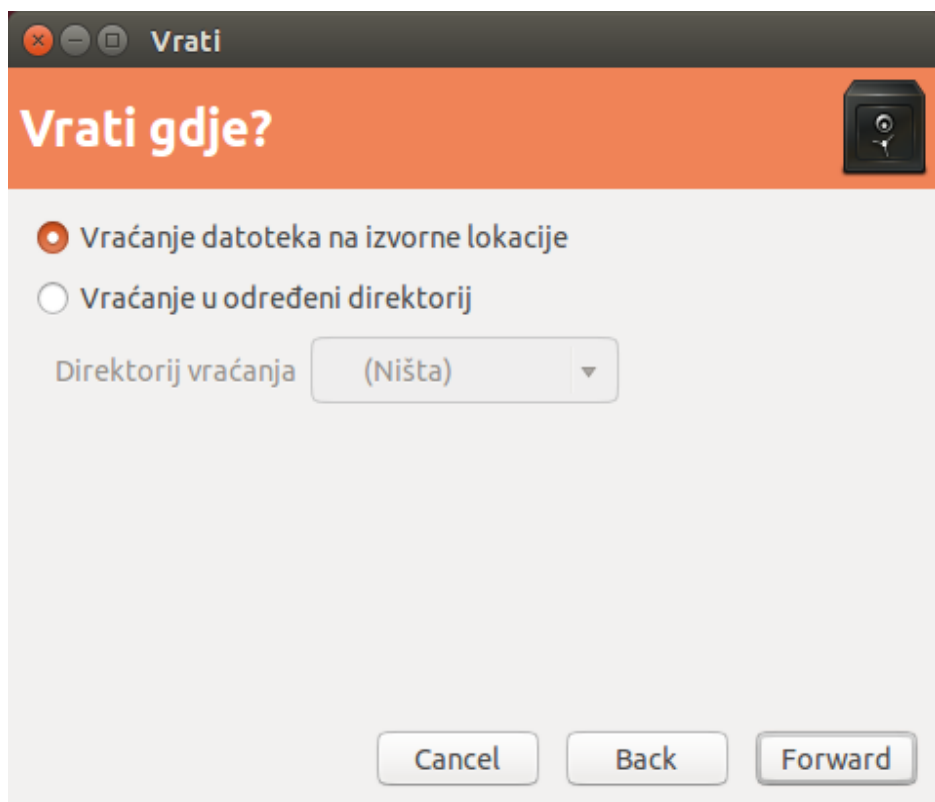 Vrati
Vrati gdje?
Vraćanje datoteka na izvorne lokacije
Vraćanje u određeni direktorij
Direktorij vraćanja (Ništa)
Cancel Back Forward